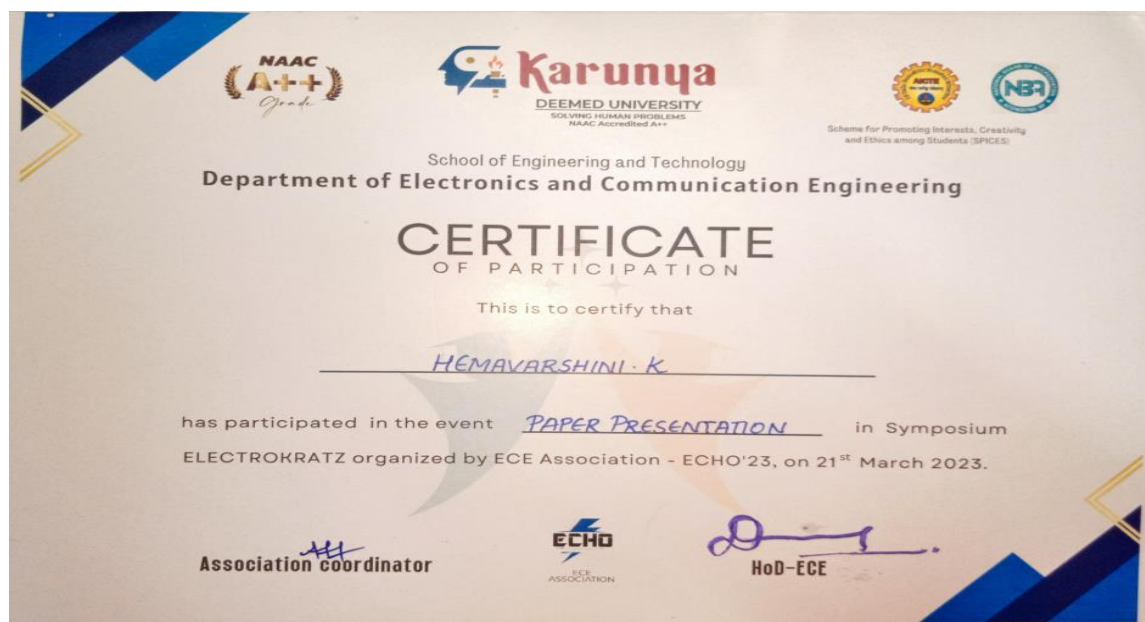 NAAC
A++
Grade
Karunya
DEEMED UNIVERSITY
SOLVING HUMAN PROBLEMS
NAAC Accredited A++
AICTE
NBA
Scheme for Promoting Interests, Creativity
and Ethics among Students (SPICES)
School of Engineering and Technology
Department of Electronics and Communication Engineering
CERTIFICATE
OF PARTICIPATION
This is to certify that
HEMAVARSHINI . K
has participated in the event PAPER PRESENTATION in Symposium
ELECTROKRATZ organized by ECE Association - ECHO'23, on 21st March 2023.
Association coordinator
ECHO
ECE
ASSOCIATION
HoD-ECE